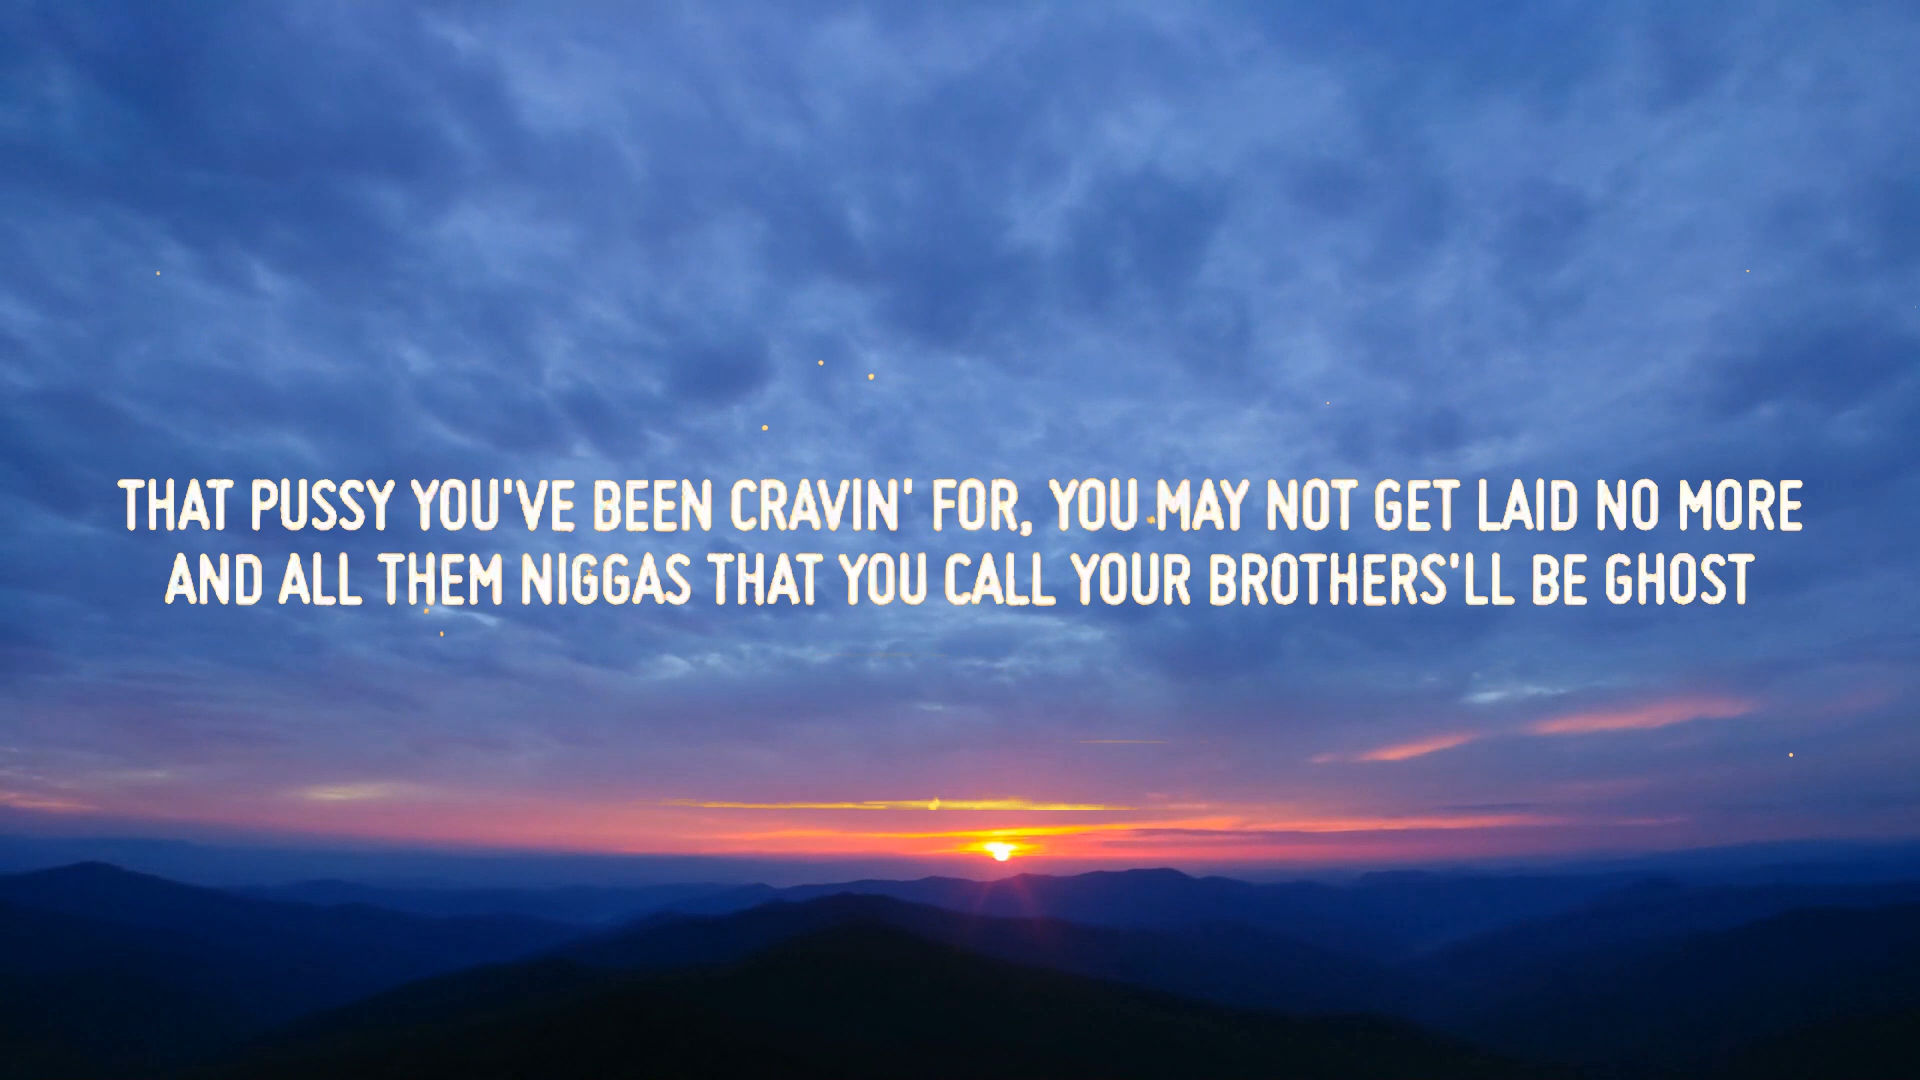 THAT PUSSY YOU'VE BEEN CRAVIN' FOR, YOU MAY NOT GET LAID NO MORE
AND ALL THEM NIGGAS THAT YOU CALL YOUR BROTHERS'LL BE GHOST